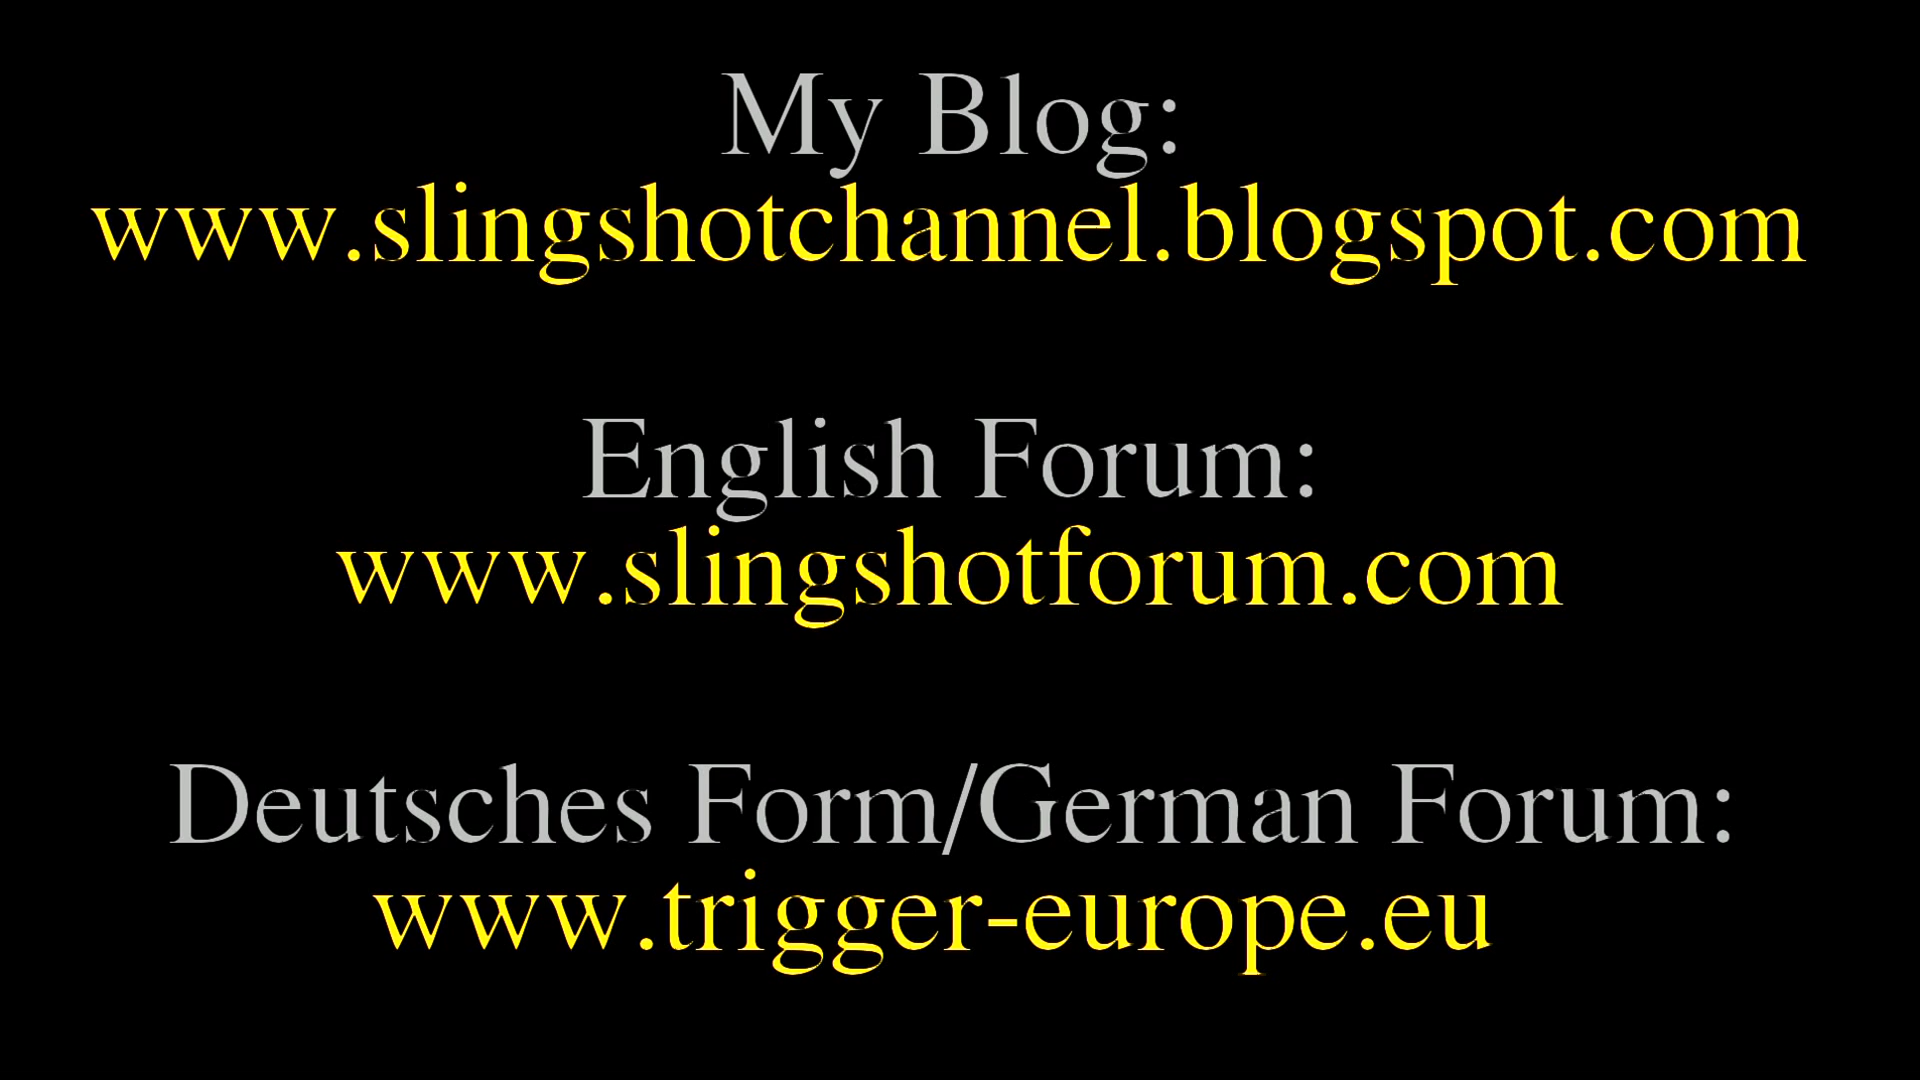 My Blog:
www.slingshotchannel.blogspot.com
English Forum:
www.slingshotforum.com
Deutsches Form/German Forum:
www.trigger-europe.eu